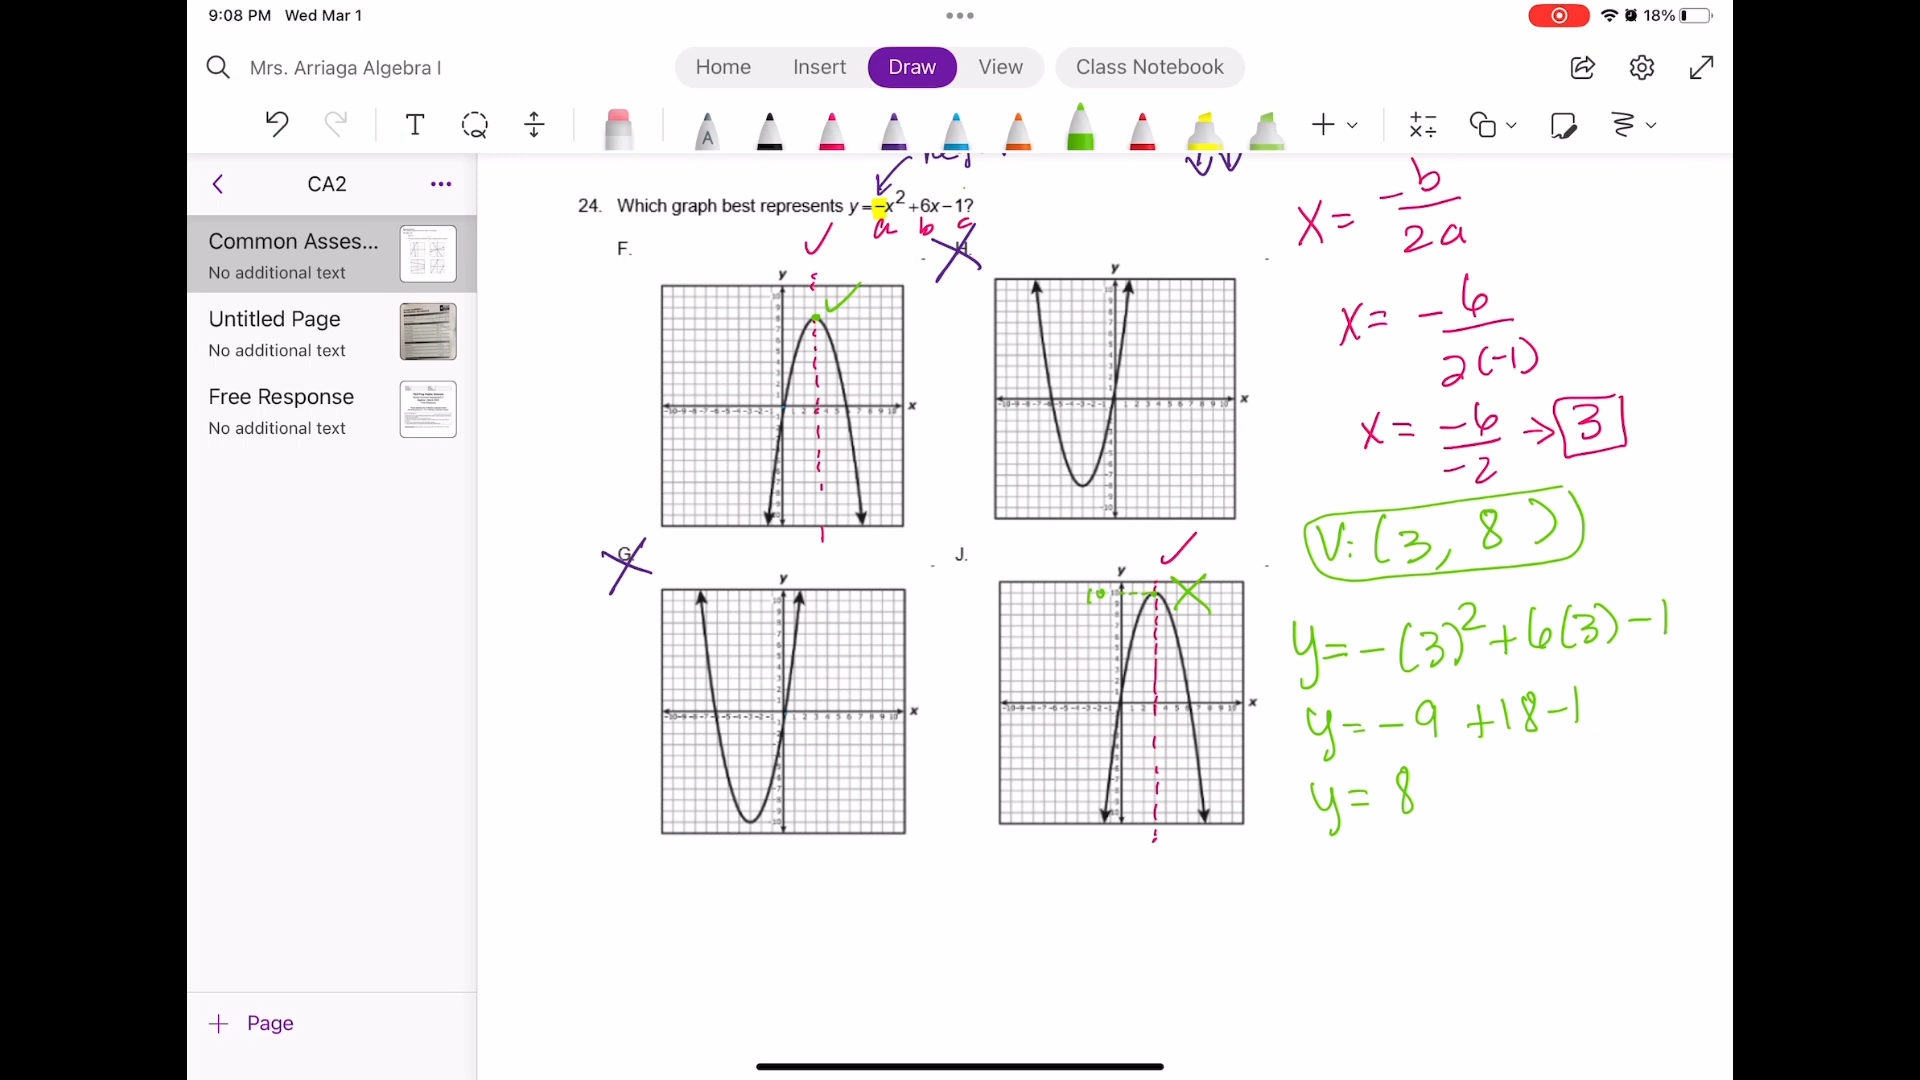 9:08 PM Wed Mar 1
18%
Mrs. Arriaga Algebra I
Home Insert Draw View Class Notebook
CA2
Common Asses...
No additional text
Untitled Page
No additional text
Free Response
No additional text
+ Page
24. Which graph best represents y=-x²+6x-1?
a b c
F.
H.
G.
J.
y
x
y
x
y
x
y
x
10
x= -b/2a
x= -6/2(-1)
x= -6/-2 → 3
V: (3, 8)
y= -(3)²+6(3)-1
y= -9 +18-1
y= 8